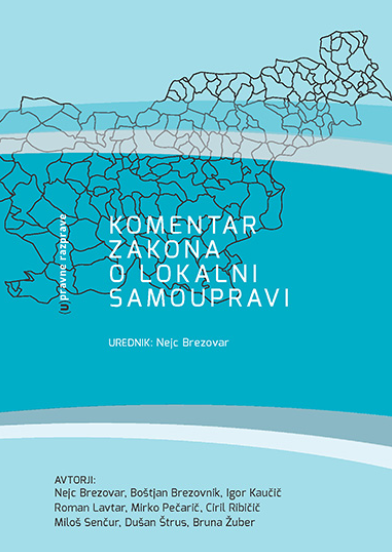 (u)pravne razprave
KOMENTAR
ZAKONA
O LOKALNI
SAMOUPRAVI
UREDNIK: Nejc Brezovar
AVTORJI:
Nejc Brezovar, Boštjan Brezovnik, Igor Kaučič
Roman Lavtar, Mirko Pečarič, Ciril Ribičič
Miloš Senčur, Dušan Štrus, Bruna Žuber